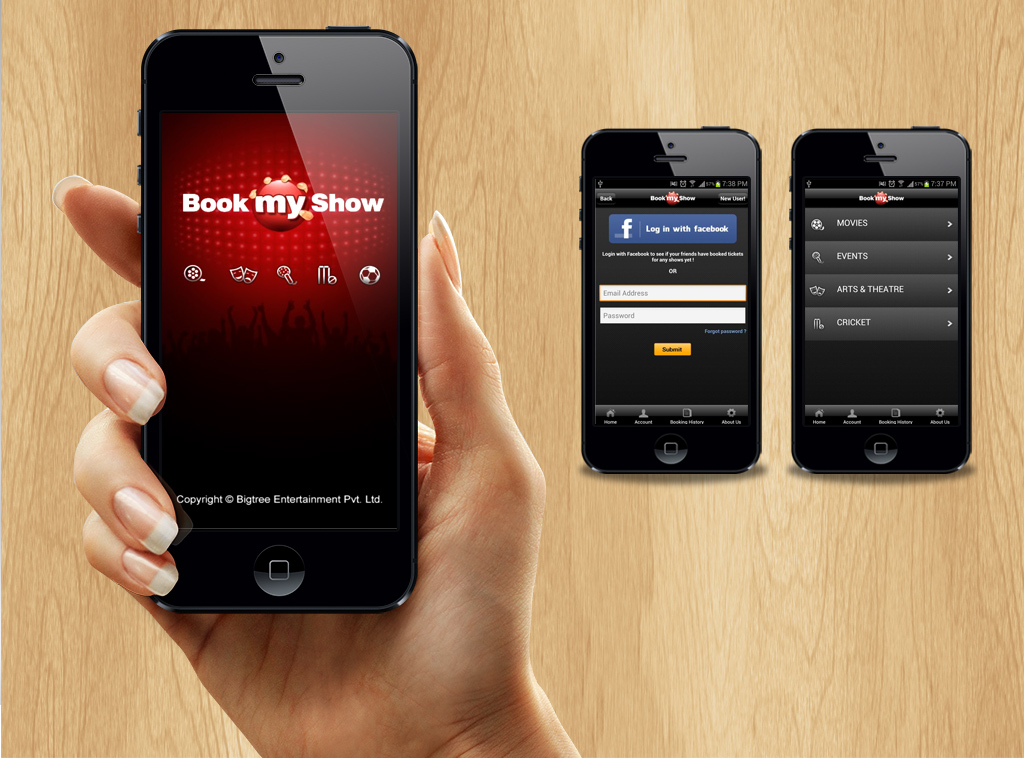 Book my Show
Copyright © Bigtree Entertainment Pvt. Ltd.
57% 7:38 PM
Back
Book my Show
New User!
f Log in with facebook
Login with Facebook to see if your friends have booked tickets
for any shows yet !
OR
Email Address
Password
Forgot password ?
Submit
Home Account Booking History About Us
57% 7:37 PM
Book my Show
MOVIES
EVENTS
ARTS & THEATRE
CRICKET
Home Account Booking History About Us